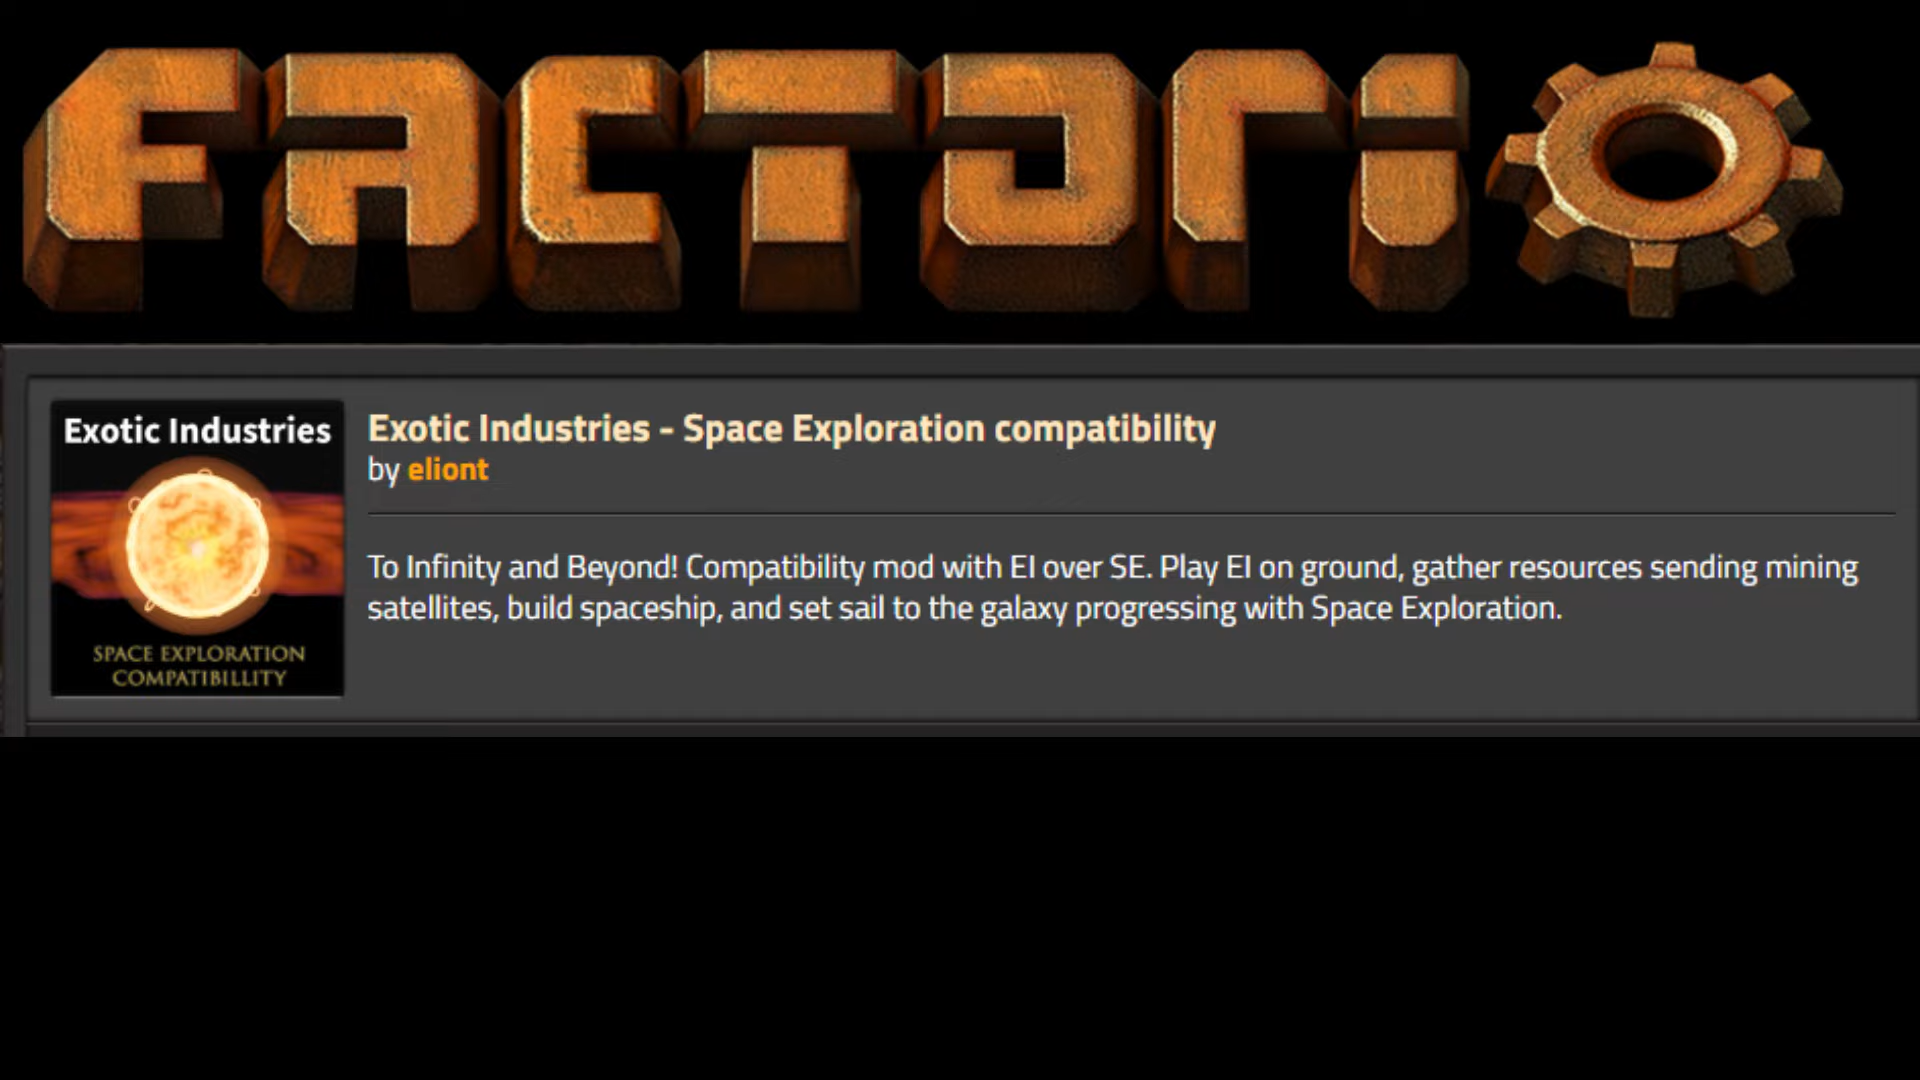 FACTORIO
Exotic Industries
SPACE EXPLORATION
COMPATIBILLITY
Exotic Industries - Space Exploration compatibility
by eliont
To Infinity and Beyond! Compatibility mod with EI over SE. Play EI on ground, gather resources sending mining
satellites, build spaceship, and set sail to the galaxy progressing with Space Exploration.